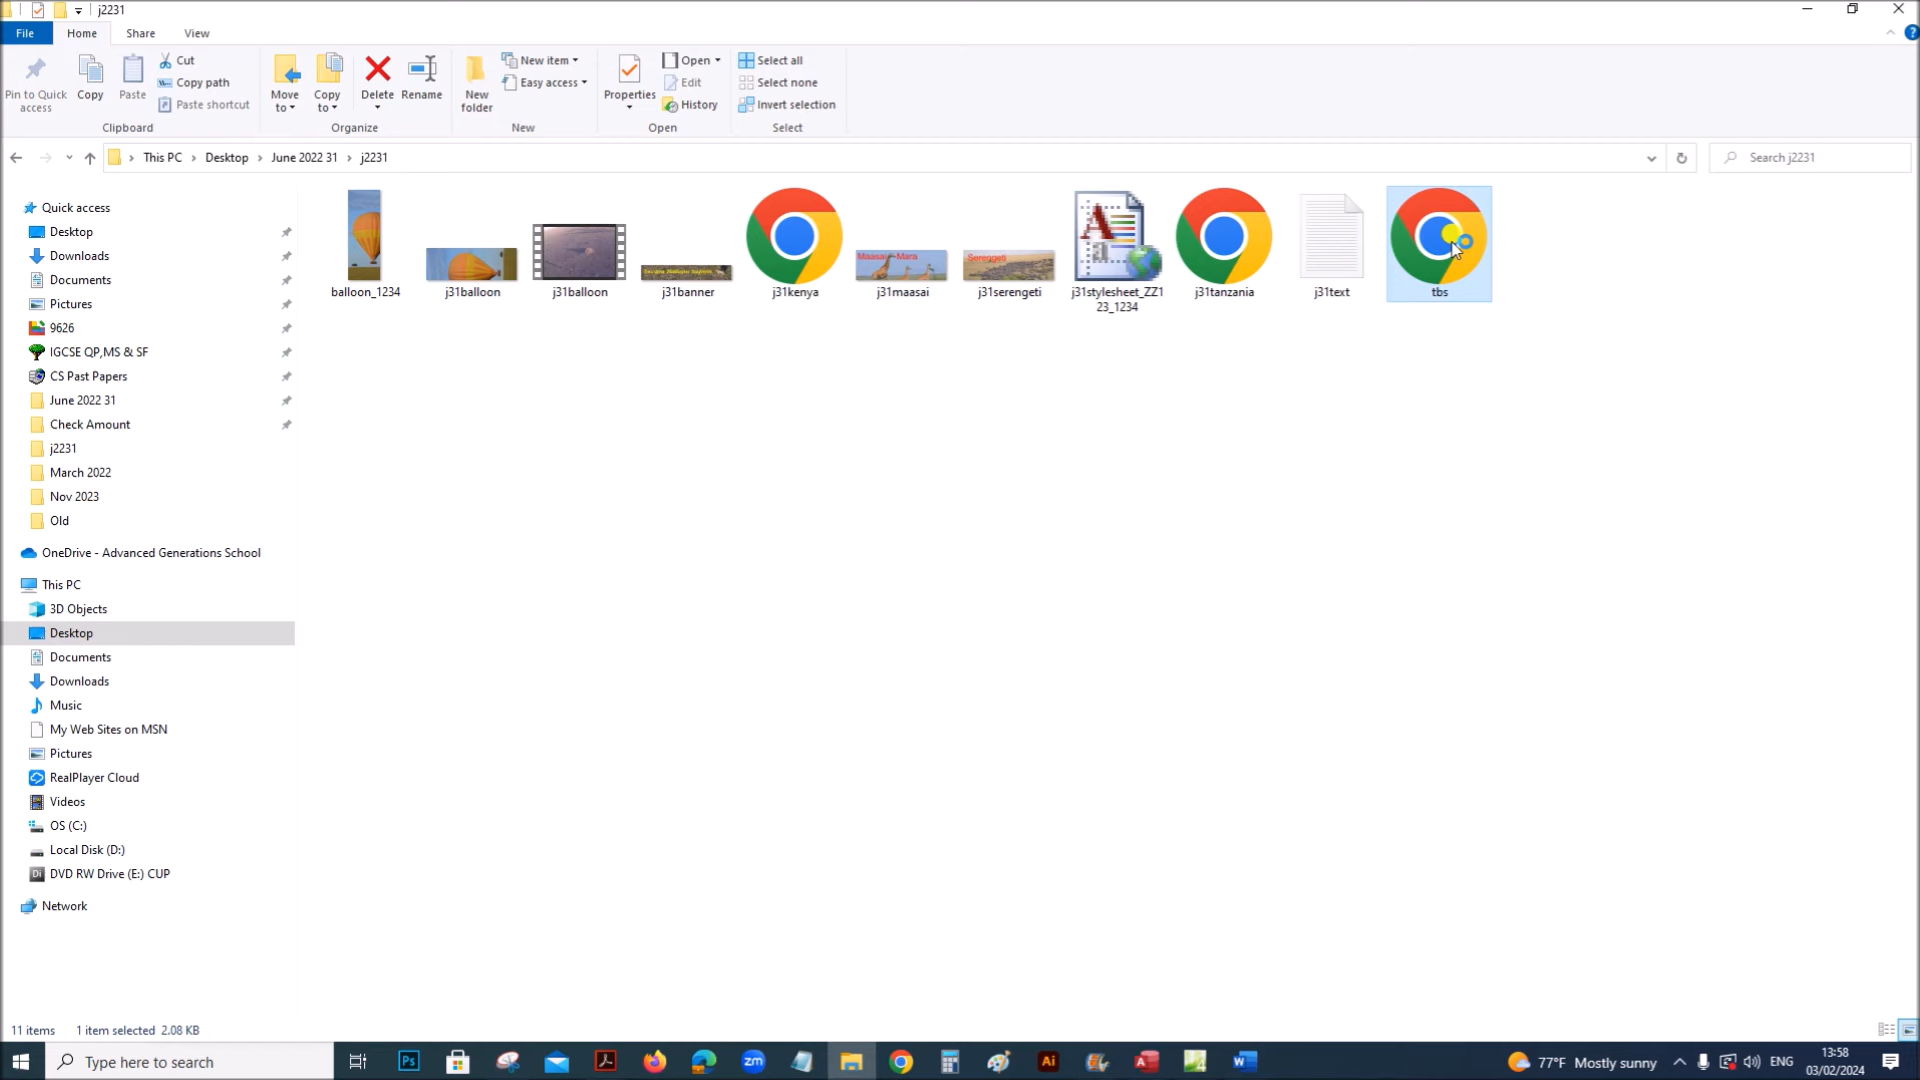 j2231
File
Home
Share
View
Pin to Quick
access
Copy
Paste
Cut
Copy path
Paste shortcut
Clipboard
Move
to
Copy
to
Delete
Rename
Organize
New
folder
New item
Easy access
New
Properties
Open
Edit
History
Open
Select all
Select none
Invert selection
Select
This PC
Desktop
June 2022 31
j2231
Search j2231
Quick access
Desktop
Downloads
Documents
Pictures
9626
IGCSE QP,MS & SF
CS Past Papers
June 2022 31
Check Amount
j2231
March 2022
Nov 2023
Old
OneDrive - Advanced Generations School
This PC
3D Objects
Desktop
Documents
Downloads
Music
My Web Sites on MSN
Pictures
RealPlayer Cloud
Videos
OS (C:)
Local Disk (D:)
DVD RW Drive (E:) CUP
Network
balloon_1234
j31balloon
j31balloon
j31banner
j31kenya
Maasai-Mara
j31maasai
Serengeti
j31serengeti
j31stylesheet_ZZ1
23_1234
j31tanzania
j31text
tbs
11 items
1 item selected 2.08 KB
Type here to search
77°F Mostly sunny
ENG
13:58
03/02/2024